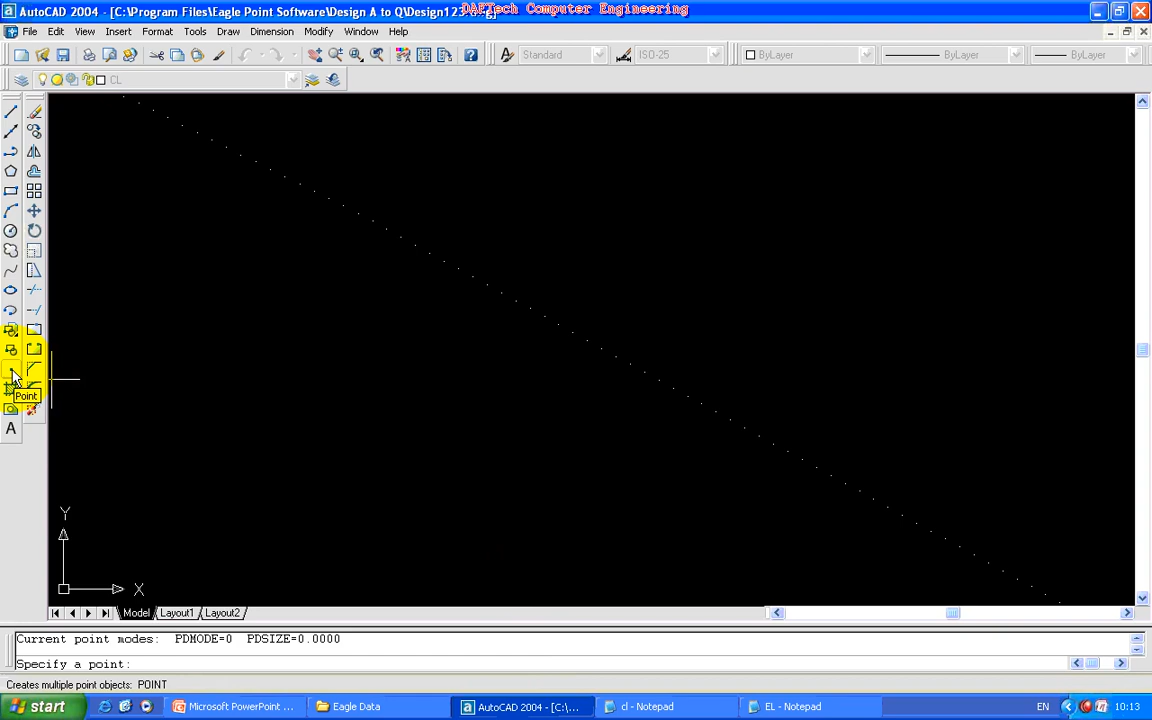 AutoCAD 2004 - [C:\Program Files\Eagle Point Software\Design A to Q\Design123
DAFTech Computer Engineering
File Edit View Insert Format Tools Draw Dimension Modify Window Help
Standard ISO-25 ByLayer ByLayer ByLayer
CL
Point
A
Y
X
Model Layout1 Layout2
Current point modes: PDMODE=0 PDSIZE=0.0000
Specify a point:
Creates multiple point objects: POINT
start Microsoft PowerPoint ... Eagle Data AutoCAD 2004 - [C:\... cl - Notepad EL - Notepad EN 10:13